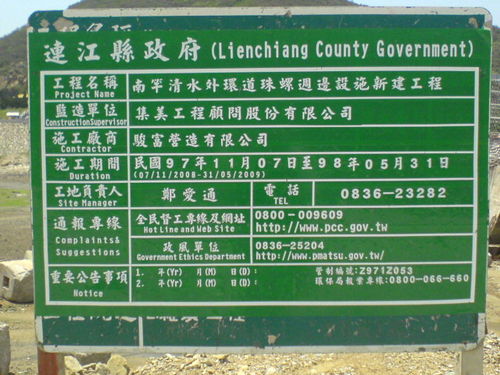 連江縣政府 (Lienchiang County Government)
工程名稱 Project Name 南竿清水外環道珠螺週邊設施新建工程
監造單位 Construction Supervisor 集美工程顧問股份有限公司
施工廠商 Contractor 駿富營造有限公司
施工期間 Duration 民國97年11月07日至98年05月31日
(07/11/2008-31/05/2009)
工地負責人 Site Manager 鄭愛通 電話 TEL 0836-23282
通報專線 Complaints& Suggestions
全民督工專線及網址 Hot Line and Web Site 0800-009609
http://www.pcc.gov.tw
政風單位 Government Ethics Department 0836-25204
http://www.pmatsu.gov.tw/
重要公告事項 Notice
1. 年(Yr) 月(M) 日(D):
2. 年(Yr) 月(M) 日(D):
管制編號:Z971Z053
環保局報案專線:0800-066-660